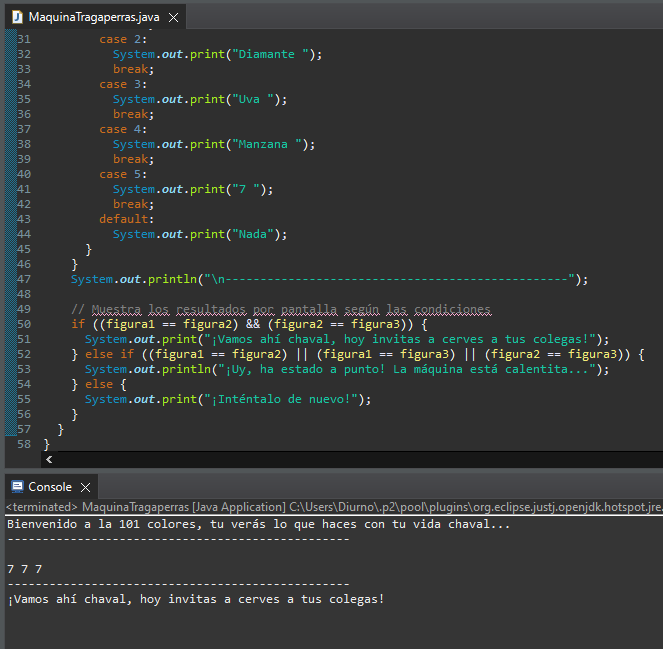 MaquinaTragaperras.java
31 case 2:
32 System.out.print("Diamante ");
33 break;
34 case 3:
35 System.out.print("Uva ");
36 break;
37 case 4:
38 System.out.print("Manzana ");
39 break;
40 case 5:
41 System.out.print("7 ");
42 break;
43 default:
44 System.out.print("Nada");
45 }
46 }
47 System.out.println("\n-------------------------------------------------");
48
49 // Muestra los resultados por pantalla según las condiciones
50 if ((figura1 == figura2) && (figura2 == figura3)) {
51 System.out.print("¡Vamos ahí chaval, hoy invitas a cerves a tus colegas!");
52 } else if ((figura1 == figura2) || (figura1 == figura3) || (figura2 == figura3)) {
53 System.out.println("¡Uy, ha estado a punto! La máquina está calentita...");
54 } else {
55 System.out.print("¡Inténtalo de nuevo!");
56 }
57 }
58 }
Console
<terminated> MaquinaTragaperras [Java Application] C:\Users\Diurno\.p2\pool\plugins\org.eclipse.justj.openjdk.hotspot.jre.
Bienvenido a la 101 colores, tu verás lo que haces con tu vida chaval...
-------------------------------------------------
7 7 7
-------------------------------------------------
¡Vamos ahí chaval, hoy invitas a cerves a tus colegas!